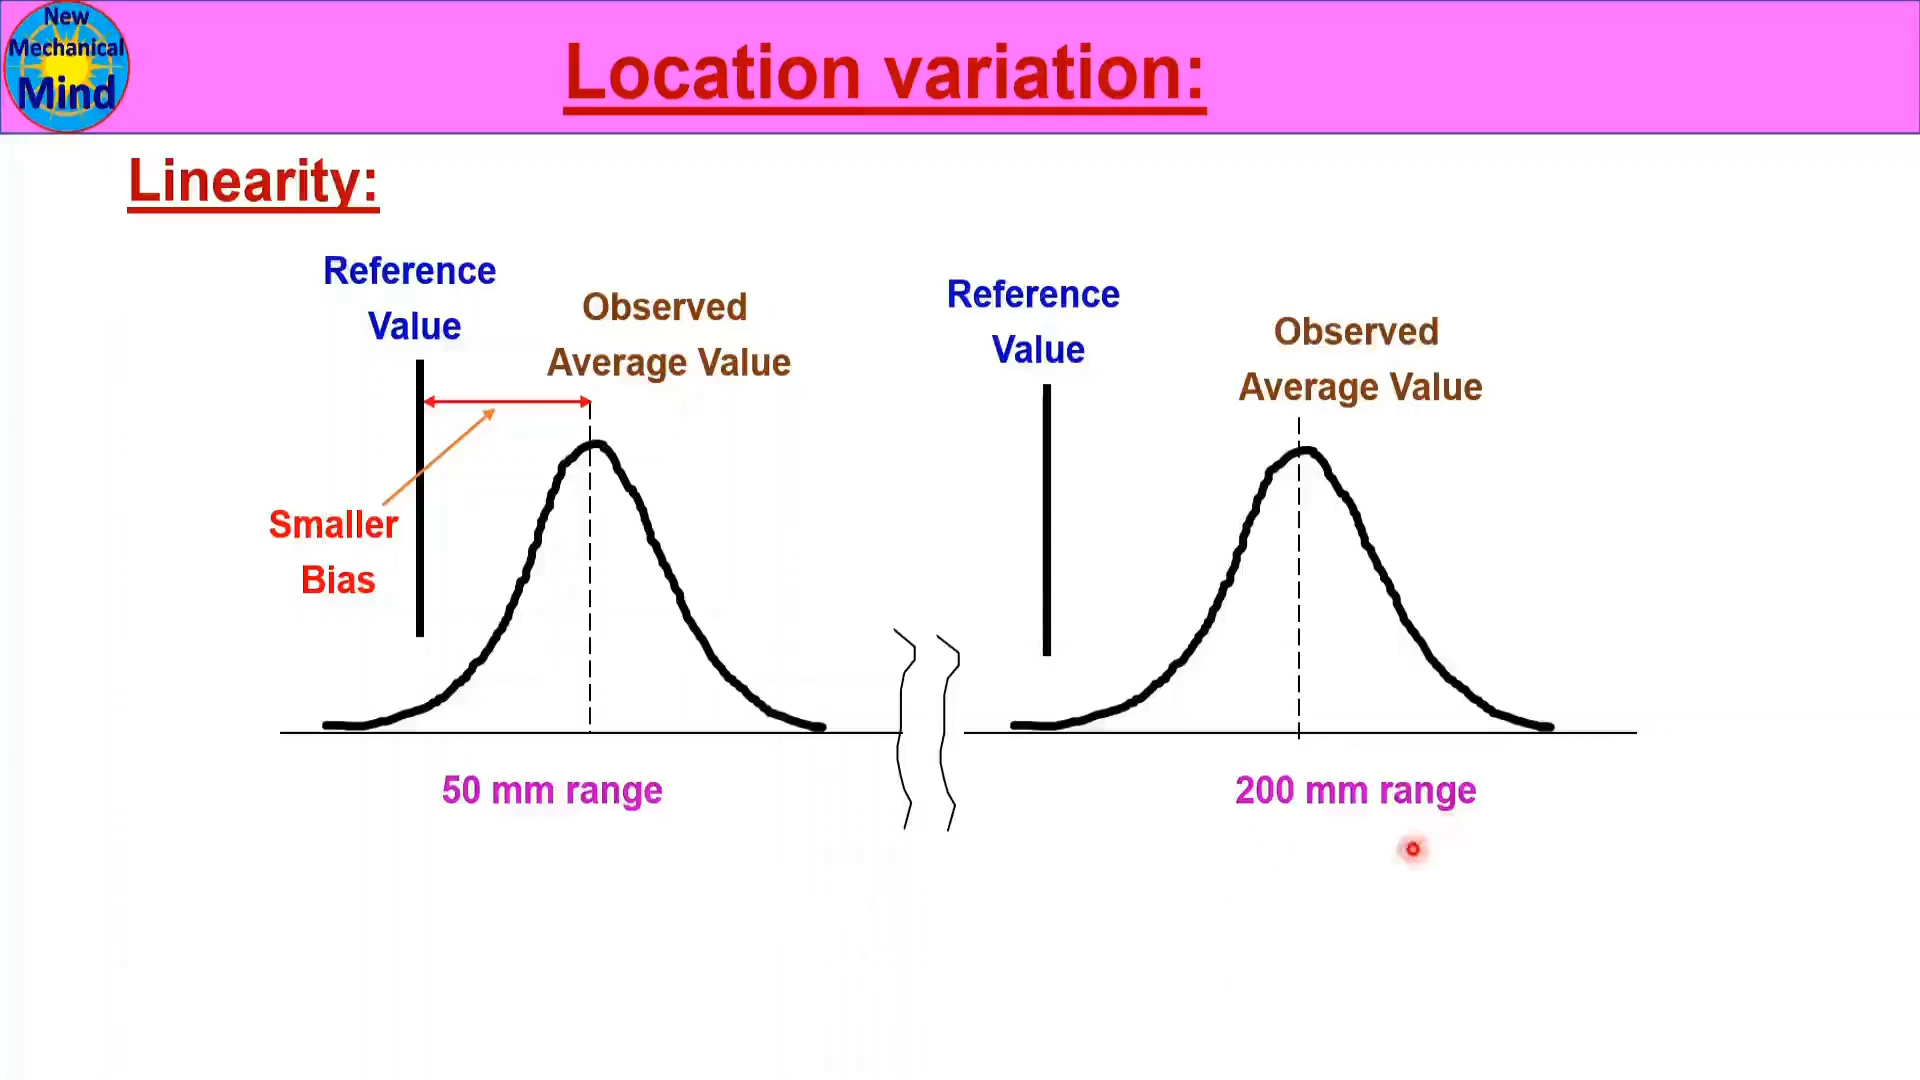 New
Mechanical
Mind
Location variation:
Linearity:
Reference
Value
Observed
Average Value
Smaller
Bias
50 mm range
Reference
Value
Observed
Average Value
200 mm range